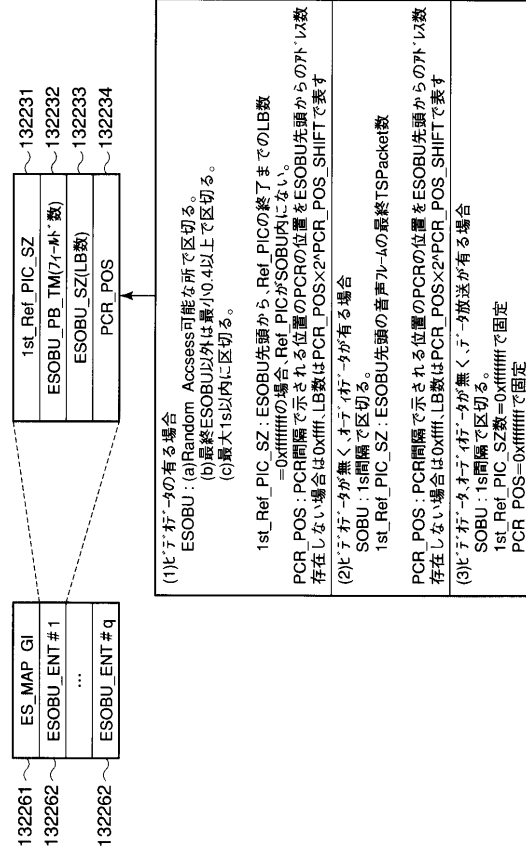 132261
ES_MAP GI
132262
ESOBU_ENT#1
…
132262
ESOBU_ENT#q
1st_Ref_PIC_SZ
132231
ESOBU_PB_TM(ﾌｨｰﾙﾄﾞ数)
132232
ESOBU_SZ(LB数)
132233
PCR_POS
132234
(1)ﾋﾞﾃﾞｵﾃﾞｰﾀの有る場合
ESOBU:(a)Random Accsess可能な所で区切る。
(b)最終ESOBU以外は最小0.4以上で区切る。
(c)最大1s以内に区切る。
1st_Ref_PIC_SZ:ESOBU先頭から、Ref_PICの終了までのLB数
=0xffffffffの場合、Ref_PICがSOBU内にない。
PCR_POS:PCR間隔で示される位置のPCRの位置をESOBU先頭からのｱﾄﾞﾚｽ数
存在しない場合は0xffff、LB数はPCR_POS×2^PCR_POS_SHIFTで表す
(2)ﾋﾞﾃﾞｵﾃﾞｰﾀが無く、ｵｰﾃﾞｨｵﾃﾞｰﾀが有る場合
SOBU:1s間隔で区切る。
1st_Ref_PIC_SZ:ESOBU先頭の音声ﾌﾚｰﾑの最終TSPacket数
PCR_POS:PCR間隔で示される位置のPCRの位置をESOBU先頭からのｱﾄﾞﾚｽ数
存在しない場合は0xffff、LB数はPCR_POS×2^PCR_POS_SHIFTで表す
(3)ﾋﾞﾃﾞｵﾃﾞｰﾀ、ｵｰﾃﾞｨｵﾃﾞｰﾀが無く、ﾃﾞｰﾀ放送が有る場合
SOBU:1s間隔で区切る。
1st_Ref_PIC_SZ数=0xffffffffで固定
PCR_POS=0xffffffffで固定